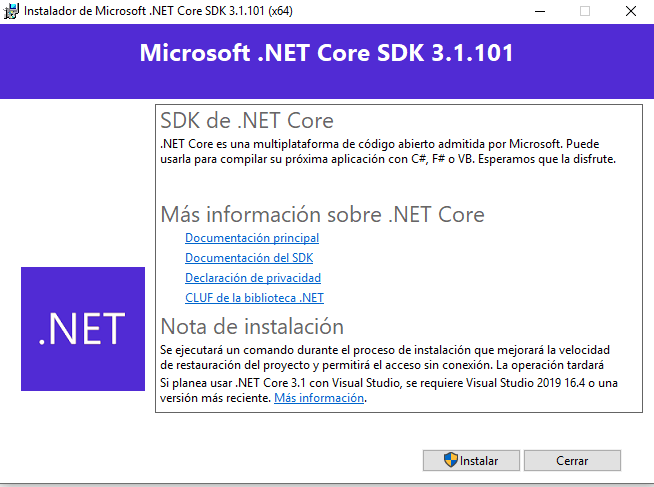 Instalador de Microsoft .NET Core SDK 3.1.101 (x64)
Microsoft .NET Core SDK 3.1.101
SDK de .NET Core
.NET Core es una multiplataforma de código abierto admitida por Microsoft. Puede
usarla para compilar su próxima aplicación con C#, F# o VB. Esperamos que la disfrute.
Más información sobre .NET Core
Documentación principal
Documentación del SDK
Declaración de privacidad
CLUF de la biblioteca .NET
.NET
Nota de instalación
Se ejecutará un comando durante el proceso de instalación que mejorará la velocidad
de restauración del proyecto y permitirá el acceso sin conexión. La operación tardará
Si planea usar .NET Core 3.1 con Visual Studio, se requiere Visual Studio 2019 16.4 o una
versión más reciente. Más información.
Instalar
Cerrar